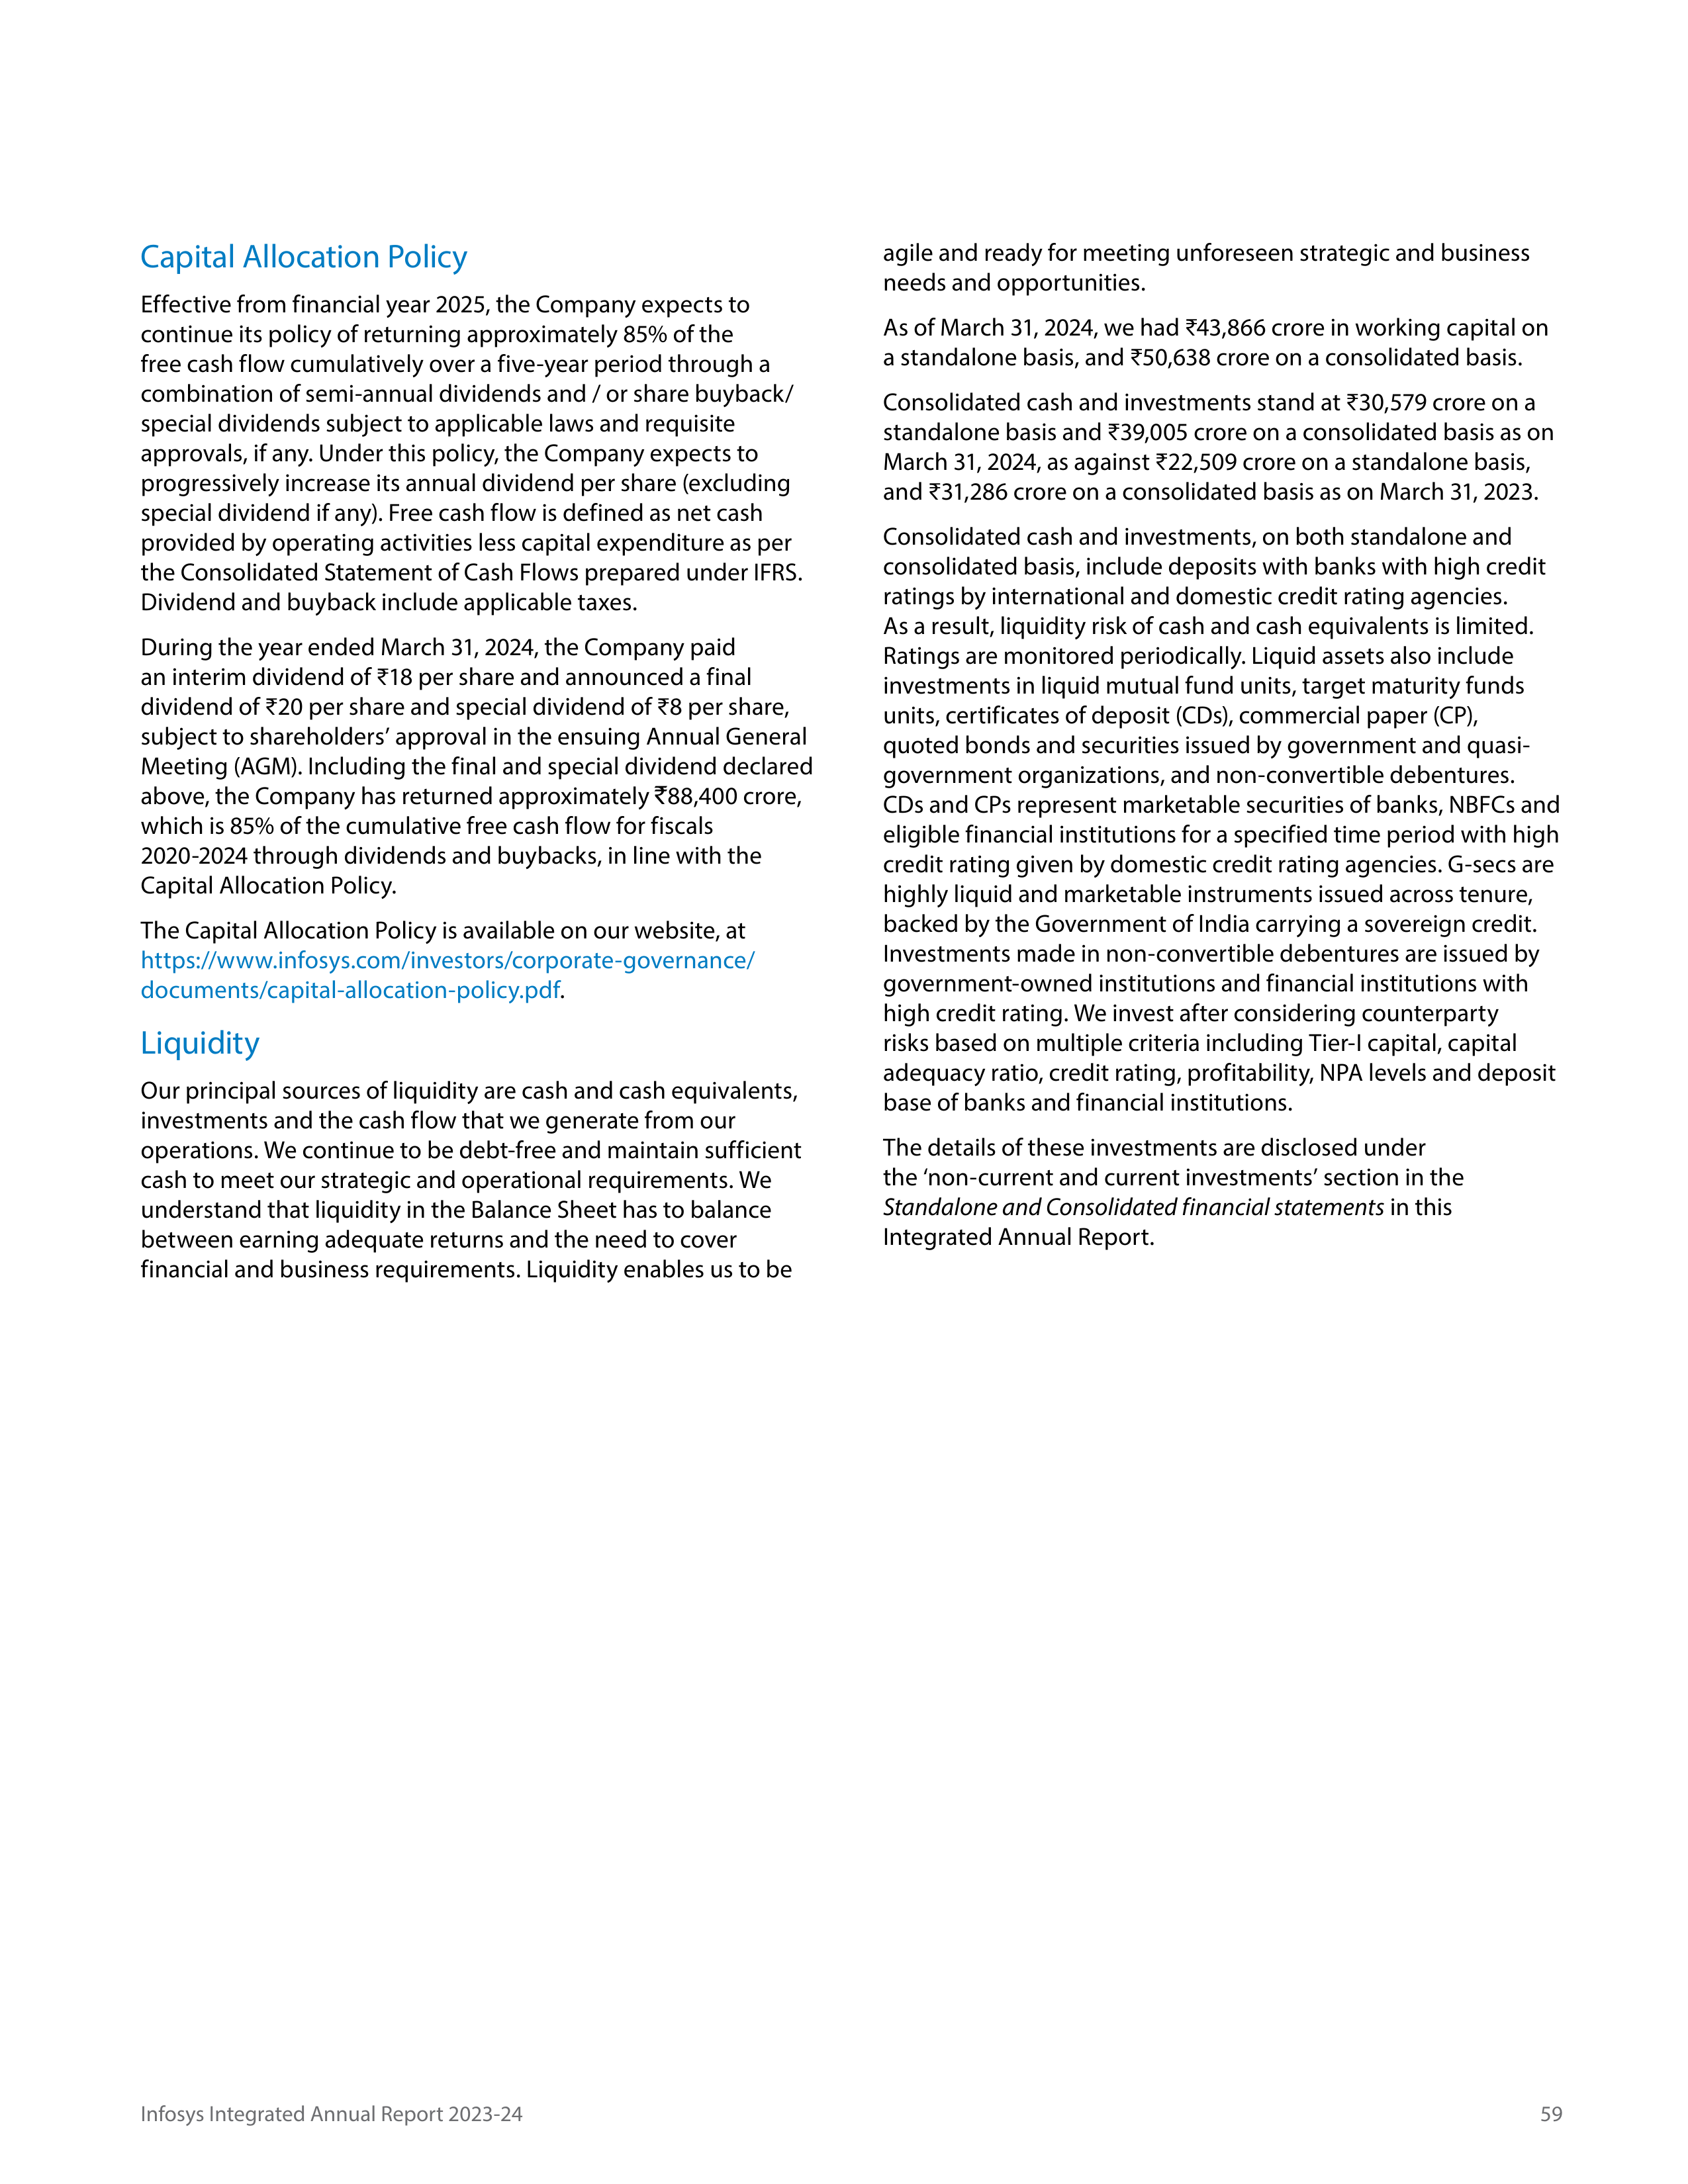 Capital Allocation Policy
Effective from financial year 2025, the Company expects to
continue its policy of returning approximately 85% of the
free cash flow cumulatively over a five-year period through a
combination of semi-annual dividends and / or share buyback/
special dividends subject to applicable laws and requisite
approvals, if any. Under this policy, the Company expects to
progressively increase its annual dividend per share (excluding
special dividend if any). Free cash flow is defined as net cash
provided by operating activities less capital expenditure as per
the Consolidated Statement of Cash Flows prepared under IFRS.
Dividend and buyback include applicable taxes.
During the year ended March 31, 2024, the Company paid
an interim dividend of ₹18 per share and announced a final
dividend of ₹20 per share and special dividend of ₹8 per share,
subject to shareholders’ approval in the ensuing Annual General
Meeting (AGM). Including the final and special dividend declared
above, the Company has returned approximately ₹88,400 crore,
which is 85% of the cumulative free cash flow for fiscals
2020-2024 through dividends and buybacks, in line with the
Capital Allocation Policy.
The Capital Allocation Policy is available on our website, at
https://www.infosys.com/investors/corporate-governance/
documents/capital-allocation-policy.pdf.
Liquidity
Our principal sources of liquidity are cash and cash equivalents,
investments and the cash flow that we generate from our
operations. We continue to be debt-free and maintain sufficient
cash to meet our strategic and operational requirements. We
understand that liquidity in the Balance Sheet has to balance
between earning adequate returns and the need to cover
financial and business requirements. Liquidity enables us to be
agile and ready for meeting unforeseen strategic and business
needs and opportunities.
As of March 31, 2024, we had ₹43,866 crore in working capital on
a standalone basis, and ₹50,638 crore on a consolidated basis.
Consolidated cash and investments stand at ₹30,579 crore on a
standalone basis and ₹39,005 crore on a consolidated basis as on
March 31, 2024, as against ₹22,509 crore on a standalone basis,
and ₹31,286 crore on a consolidated basis as on March 31, 2023.
Consolidated cash and investments, on both standalone and
consolidated basis, include deposits with banks with high credit
ratings by international and domestic credit rating agencies.
As a result, liquidity risk of cash and cash equivalents is limited.
Ratings are monitored periodically. Liquid assets also include
investments in liquid mutual fund units, target maturity funds
units, certificates of deposit (CDs), commercial paper (CP),
quoted bonds and securities issued by government and quasi-
government organizations, and non-convertible debentures.
CDs and CPs represent marketable securities of banks, NBFCs and
eligible financial institutions for a specified time period with high
credit rating given by domestic credit rating agencies. G-secs are
highly liquid and marketable instruments issued across tenure,
backed by the Government of India carrying a sovereign credit.
Investments made in non-convertible debentures are issued by
government-owned institutions and financial institutions with
high credit rating. We invest after considering counterparty
risks based on multiple criteria including Tier-I capital, capital
adequacy ratio, credit rating, profitability, NPA levels and deposit
base of banks and financial institutions.
The details of these investments are disclosed under
the ‘non-current and current investments’ section in the
Standalone and Consolidated financial statements in this
Integrated Annual Report.
Infosys Integrated Annual Report 2023-24
59